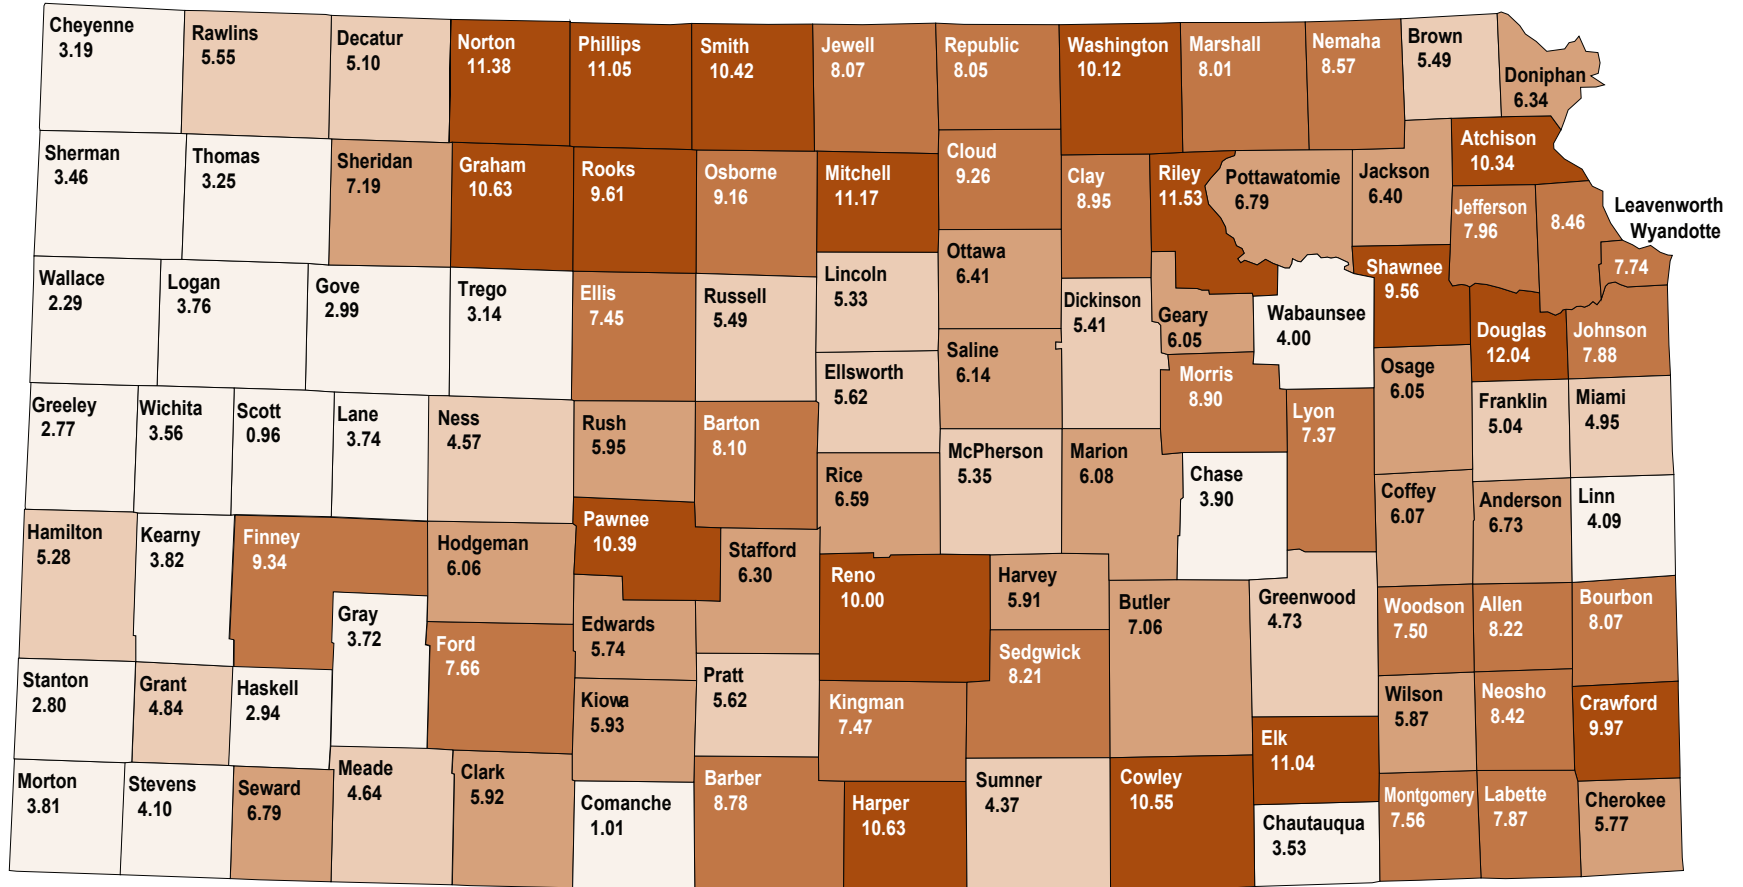 Cheyenne
3.19
Rawlins
5.55
Decatur
5.10
Norton
11.38
Phillips
11.05
Smith
10.42
Jewell
8.07
Republic
8.05
Washington
10.12
Marshall
8.01
Nemaha
8.57
Brown
5.49
Doniphan
6.34
Sherman
3.46
Thomas
3.25
Sheridan
7.19
Graham
10.63
Rooks
9.61
Osborne
9.16
Mitchell
11.17
Cloud
9.26
Clay
8.95
Riley
11.53
Pottawatomie
6.79
Jackson
6.40
Atchison
10.34
Jefferson
7.96
8.46
Leavenworth
Wyandotte
7.74
Wallace
2.29
Logan
3.76
Gove
2.99
Trego
3.14
Ellis
7.45
Russell
5.49
Lincoln
5.33
Ottawa
6.41
Dickinson
5.41
Geary
6.05
Wabaunsee
4.00
Shawnee
9.56
Douglas
12.04
Johnson
7.88
Ellsworth
5.62
Saline
6.14
Morris
8.90
Lyon
7.37
Osage
6.05
Franklin
5.04
Miami
4.95
Greeley
2.77
Wichita
3.56
Scott
0.96
Lane
3.74
Ness
4.57
Rush
5.95
Barton
8.10
Rice
6.59
McPherson
5.35
Marion
6.08
Chase
3.90
Coffey
6.07
Anderson
6.73
Linn
4.09
Hamilton
5.28
Kearny
3.82
Finney
9.34
Hodgeman
6.06
Pawnee
10.39
Stafford
6.30
Reno
10.00
Harvey
5.91
Butler
7.06
Greenwood
4.73
Woodson
7.50
Allen
8.22
Bourbon
8.07
Gray
3.72
Ford
7.66
Edwards
5.74
Sedgwick
8.21
Stanton
2.80
Grant
4.84
Haskell
2.94
Kiowa
5.93
Pratt
5.62
Kingman
7.47
Elk
11.04
Wilson
5.87
Neosho
8.42
Crawford
9.97
Morton
3.81
Stevens
4.10
Seward
6.79
Meade
4.64
Clark
5.92
Comanche
1.01
Barber
8.78
Harper
10.63
Sumner
4.37
Cowley
10.55
Chautauqua
3.53
Montgomery
7.56
Labette
7.87
Cherokee
5.77